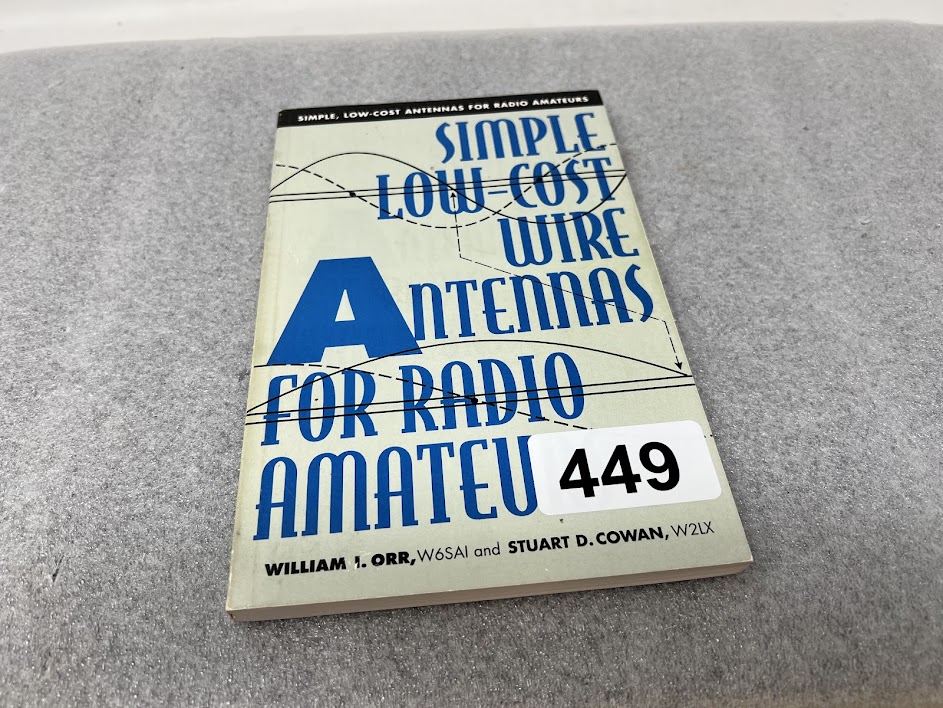 SIMPLE, LOW-COST ANTENNAS FOR RADIO AMATEURS
SIMPLE
LOW-COST
WIRE
ANTENNAS
FOR RADIO
AMATEU
449
WILLIAM I. ORR, W6SAI and STUART D. COWAN, W2LX